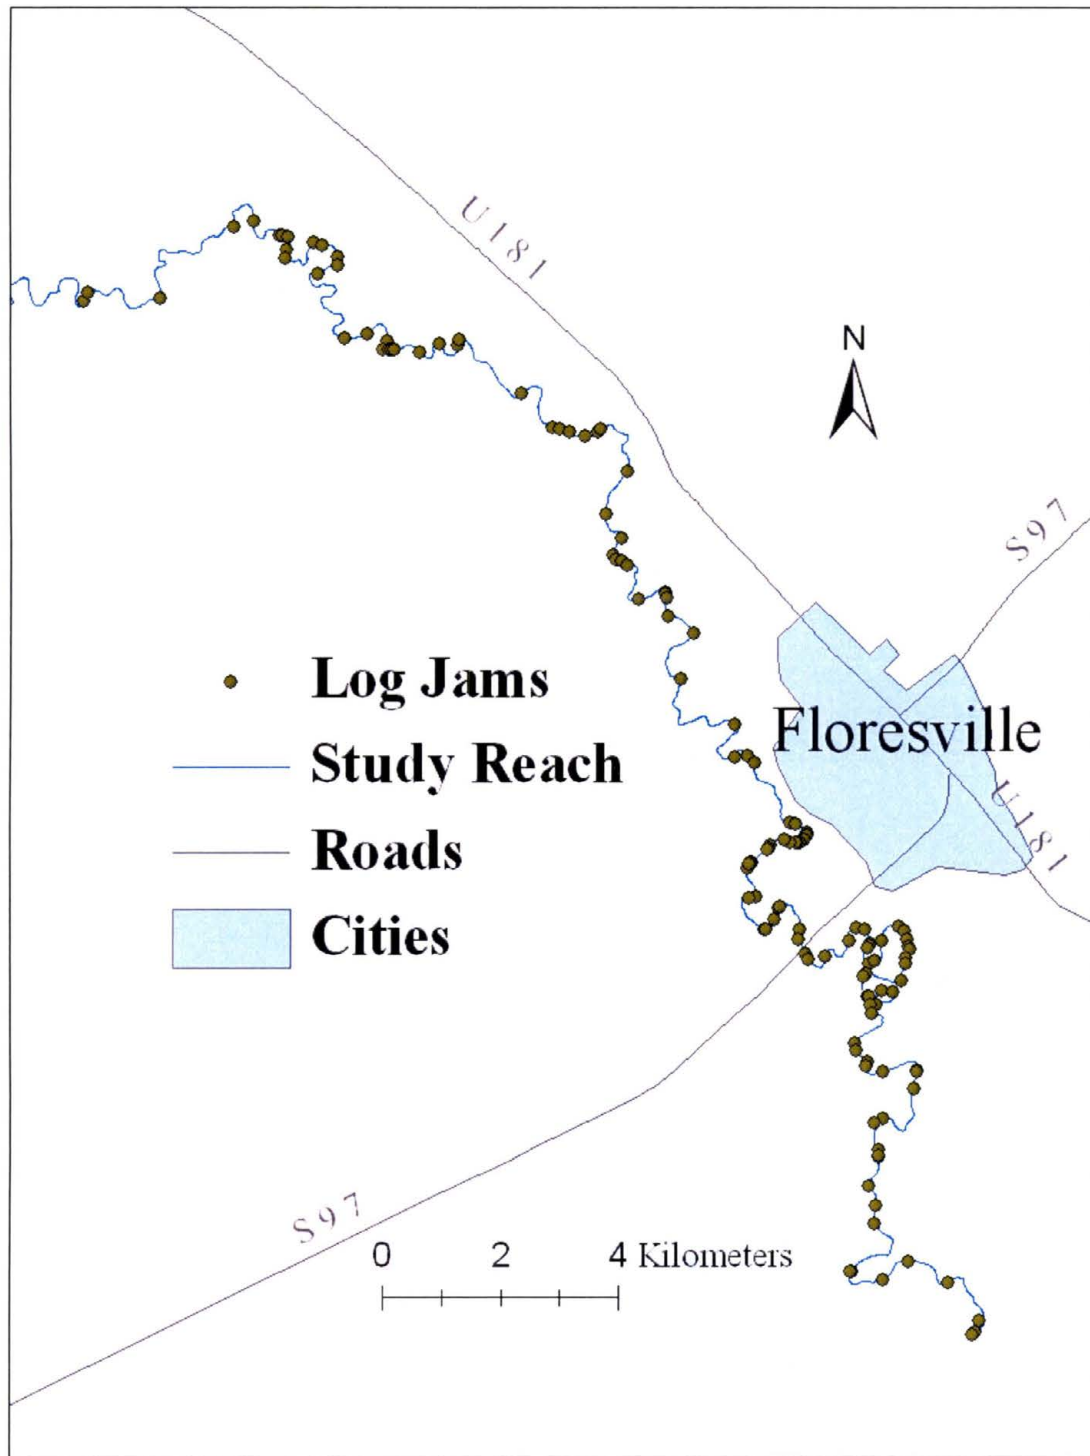 U181
N
S97
Log Jams
Floresville
Study Reach
U181
Roads
Cities
S97
0 2 4 Kilometers